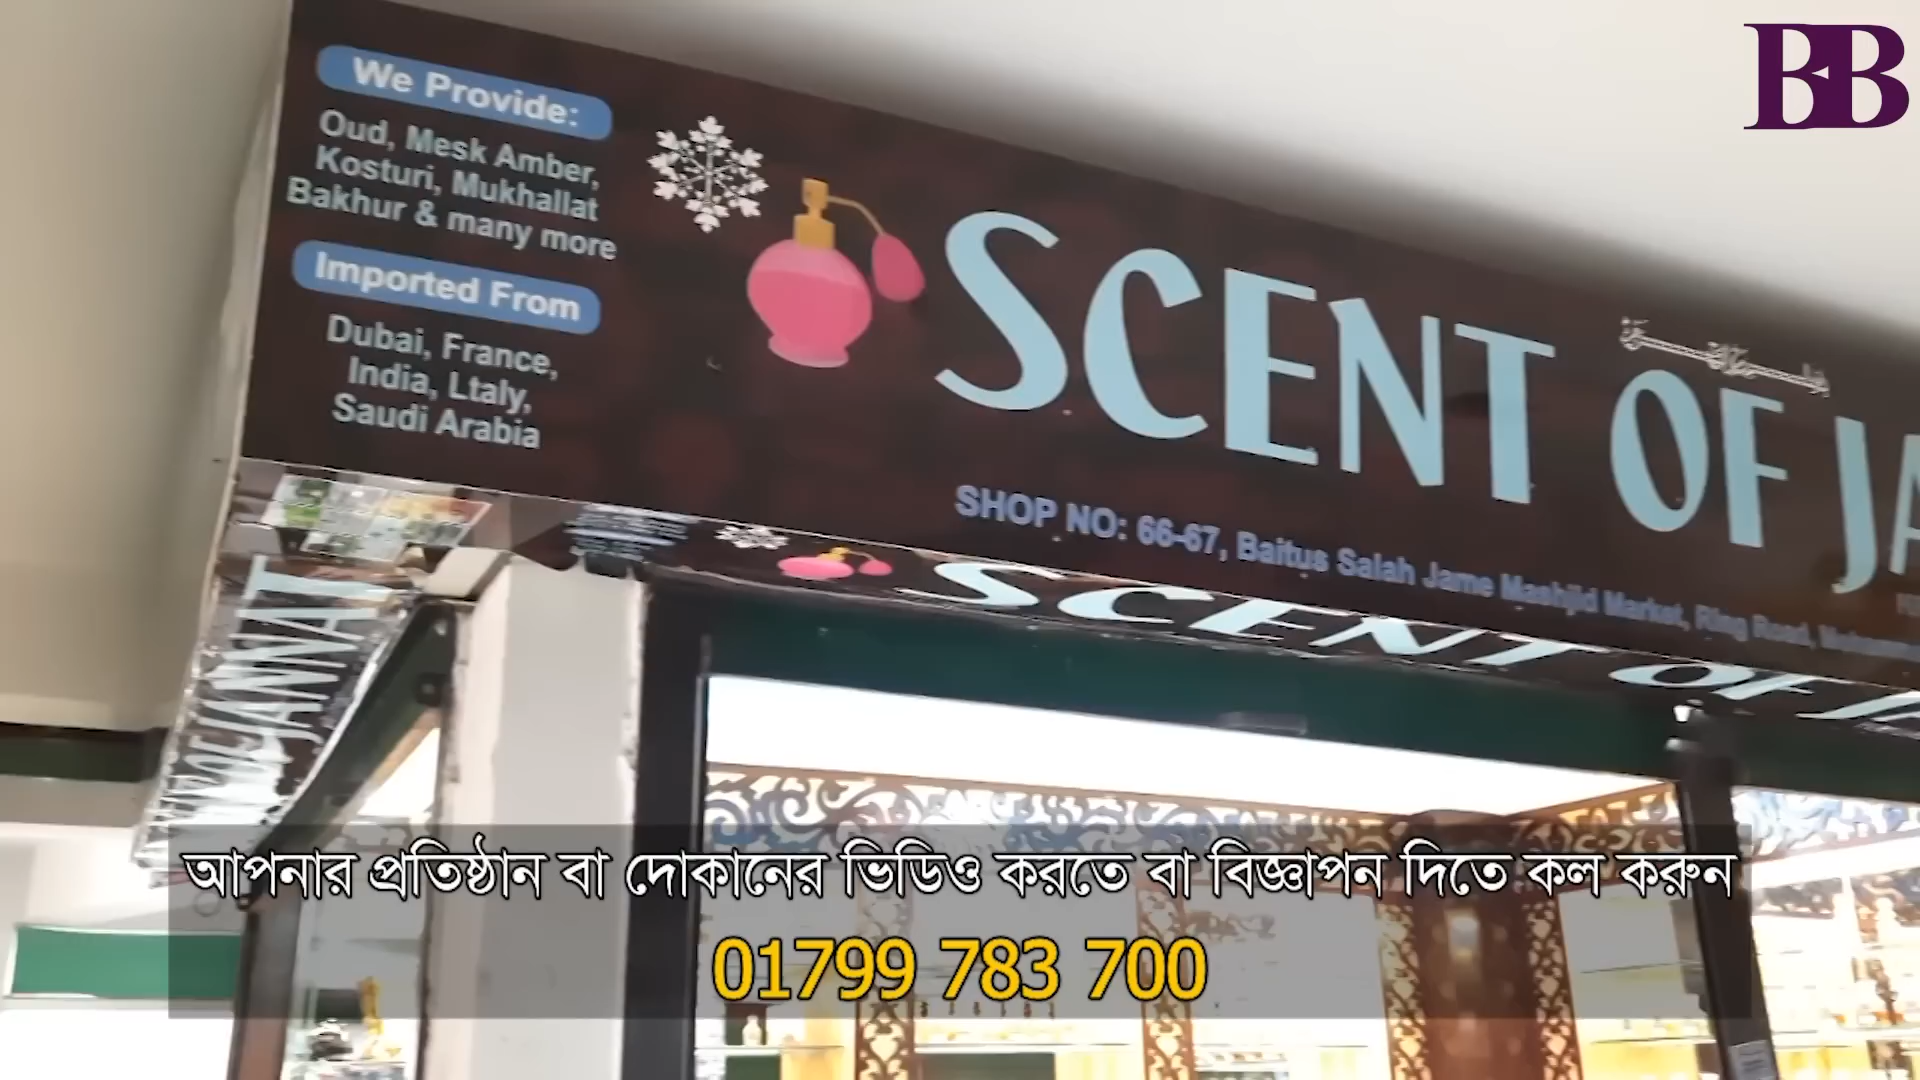 BB
We Provide:
Oud, Mesk Amber,
Kosturi, Mukhallat
Bakhur & many more
Imported From
Dubai, France,
India, Ltaly,
Saudi Arabia
SCENT OF JA
SHOP NO: 66-67, Baitus Salah Jame Mashjid Market, Ring Road,
SCENT OF JA
OF JANNAT
আপনার প্রতিষ্ঠান বা দোকানের ভিডিও করতে বা বিজ্ঞাপন দিতে কল করুন
01799 783 700